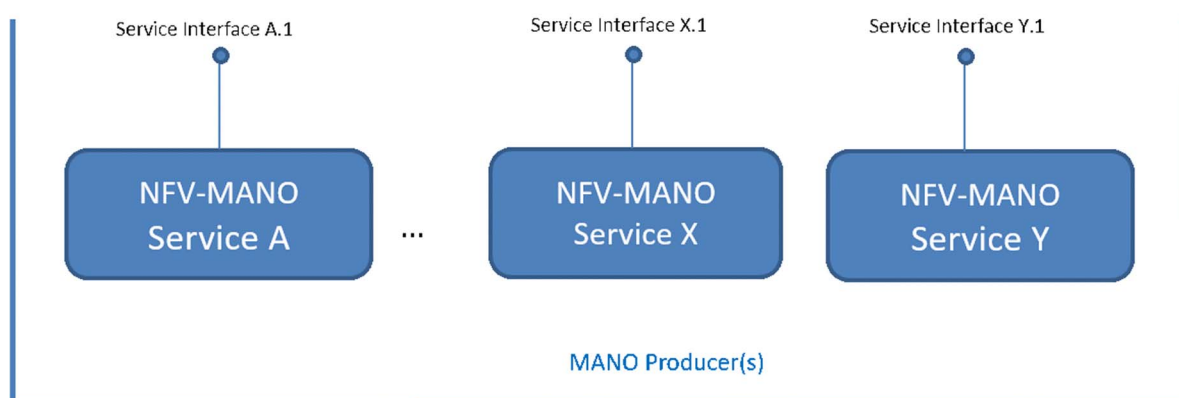 Service Interface A.1
Service Interface X.1
Service Interface Y.1
NFV-MANO
Service A
...
NFV-MANO
Service X
NFV-MANO
Service Y
MANO Producer(s)